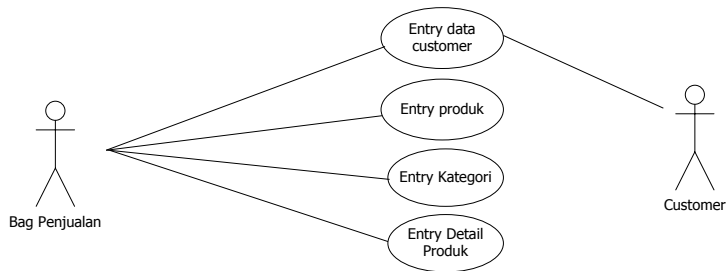 Entry data
customer
Entry produk
Entry Kategori
Entry Detail
Produk
Bag Penjualan
Customer